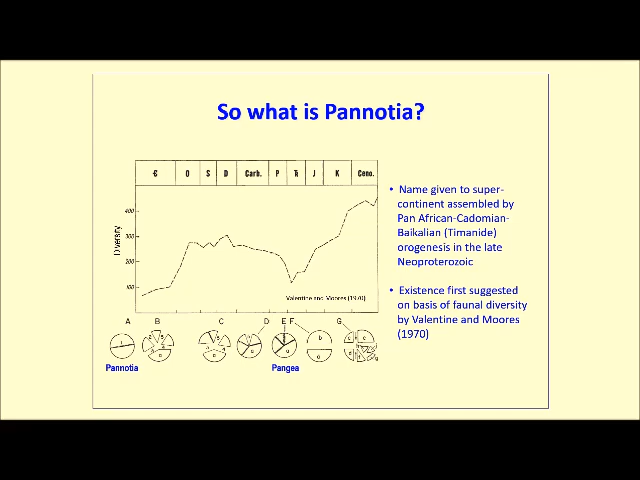 So what is Pannotia?
Є O S D Carb. P Ŧ J K Ceno.
400
300
200
100
Diversity
Valentine and Moores (1970)
A B C D E F G
Pannotia
Pangea
• Name given to super-
continent assembled by
Pan African-Cadomian-
Baikalian (Timanide)
orogenesis in the late
Neoproterozoic
• Existence first suggested
on basis of faunal diversity
by Valentine and Moores
(1970)